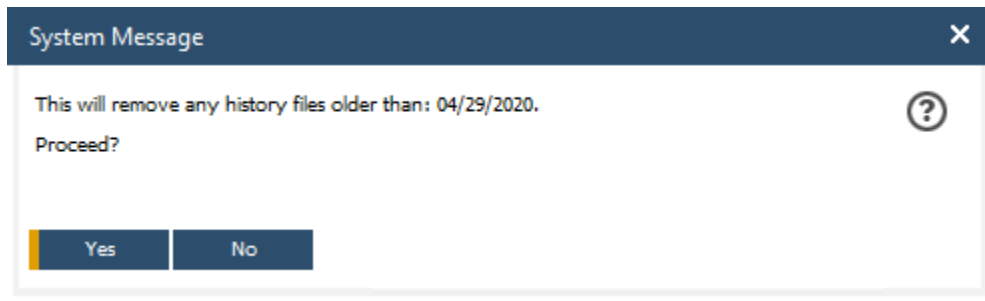 System Message
This will remove any history files older than: 04/29/2020.
Proceed?
Yes
No